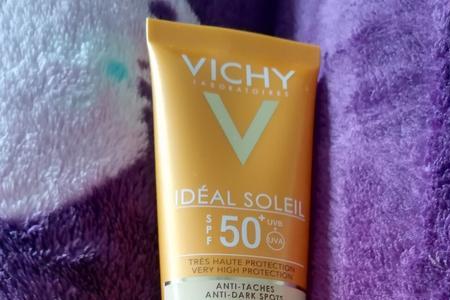 VICHY
LABORATOIRES
V
IDÉAL SOLEIL
SPF 50+ UVB + UVA
TRÈS HAUTE PROTECTION
VERY HIGH PROTECTION
ANTI-TACHES
ANTI-DARK SPOTS